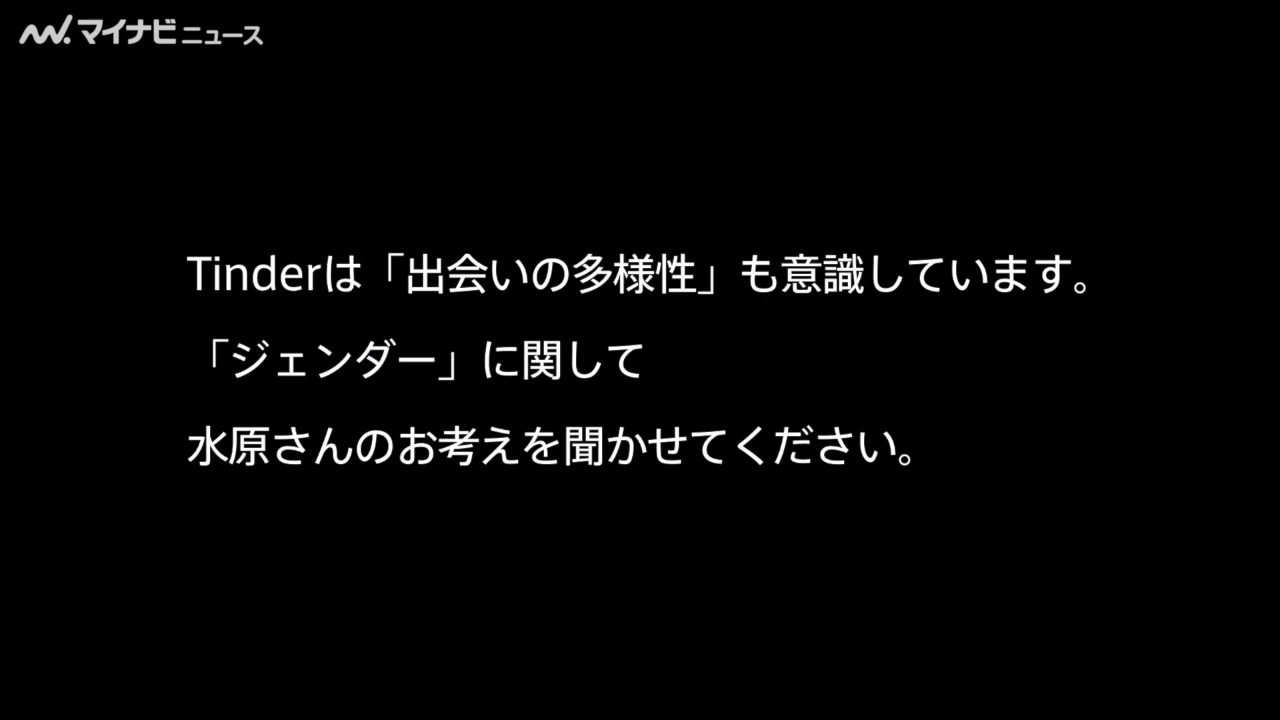 マイナビニュース
Tinderは「出会いの多様性」も意識しています。
「ジェンダー」に関して
水原さんのお考えを聞かせてください。